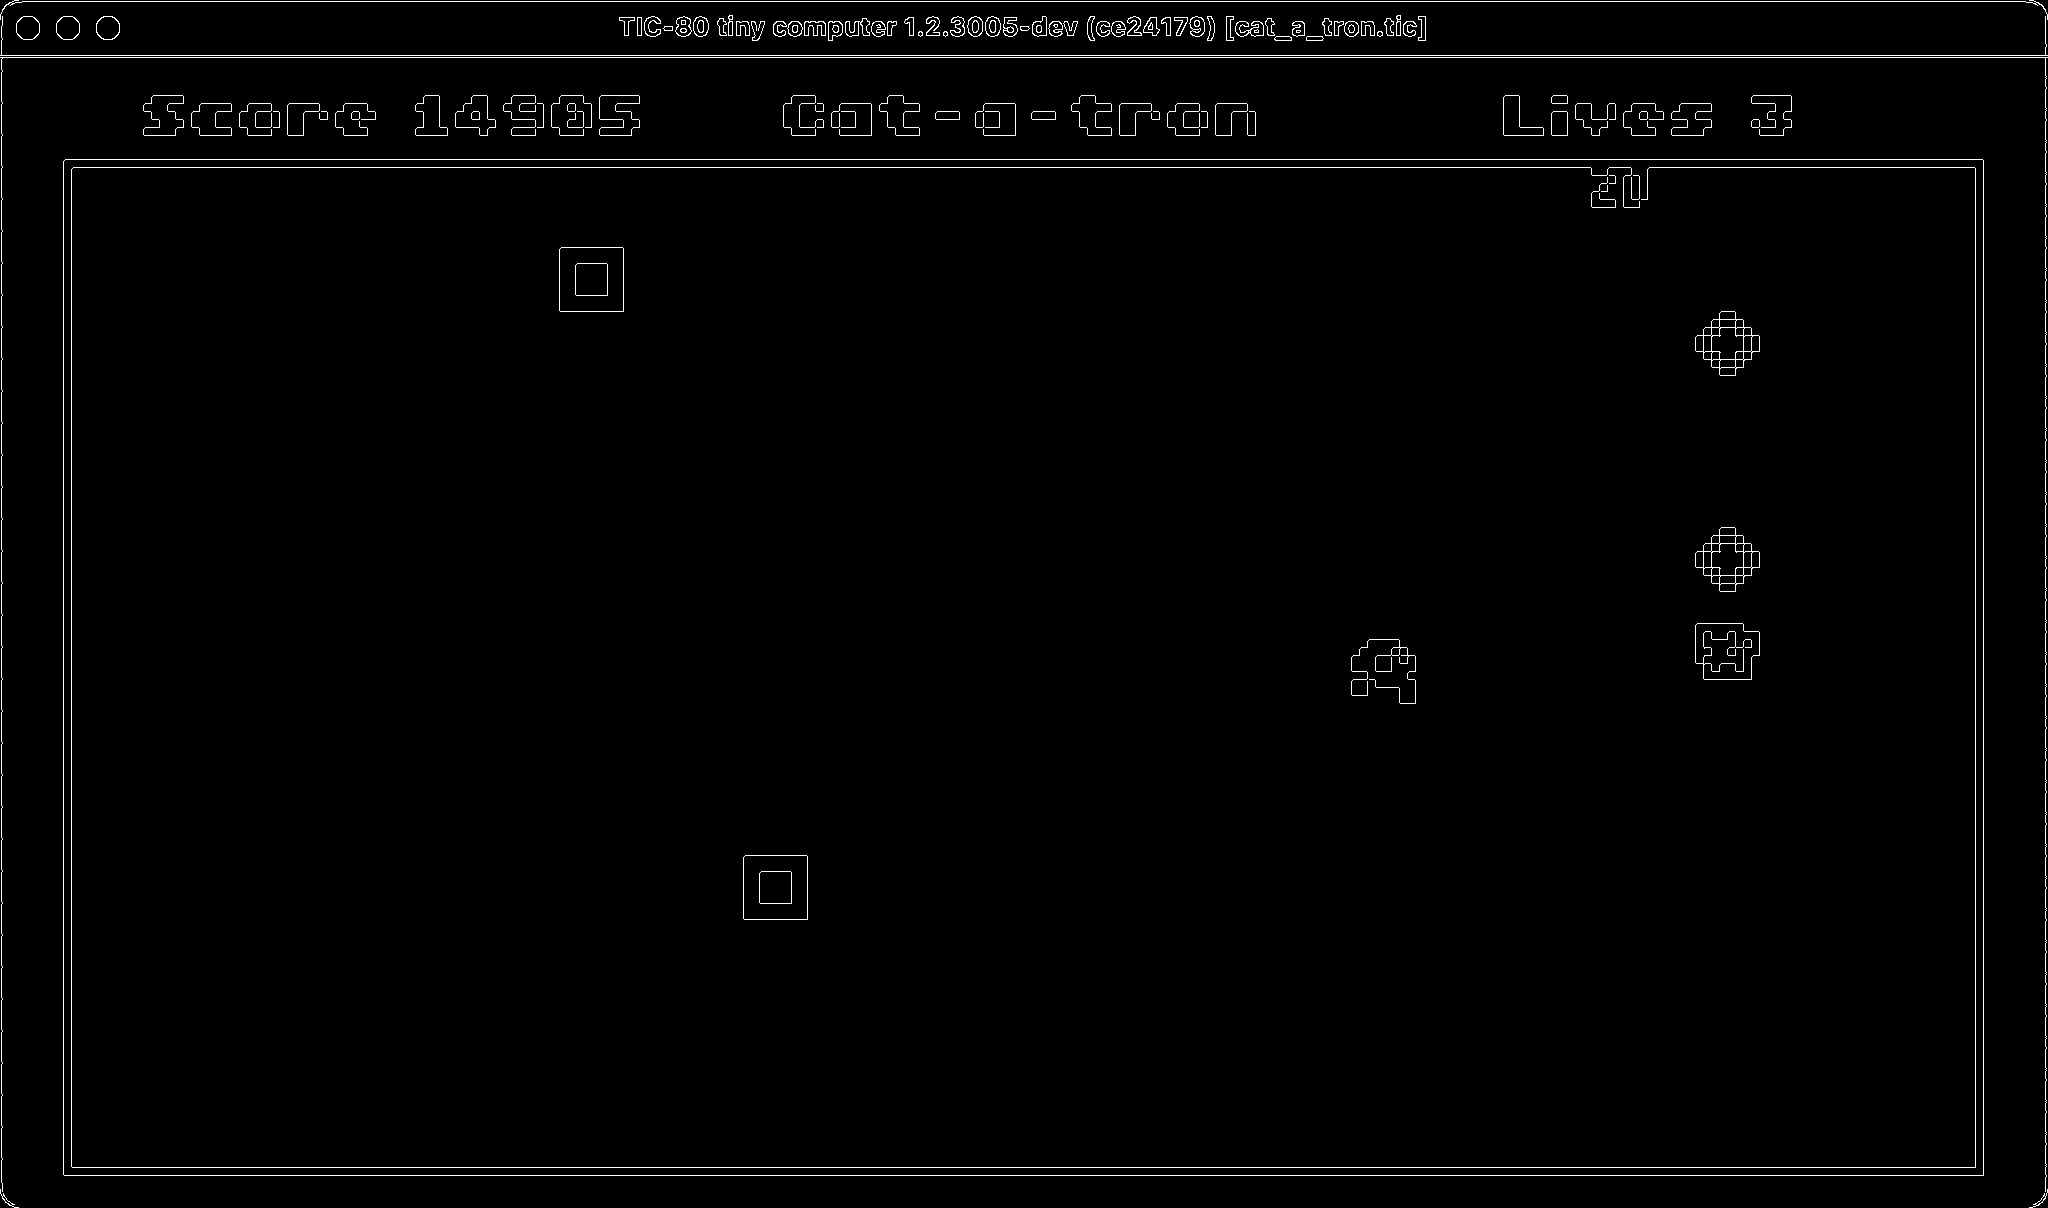 TIC-80 tiny computer 1.2.3005-dev (ce24179) [cat_a_tron.tic]
Score 14905 Cat-a-tron Lives 3
20